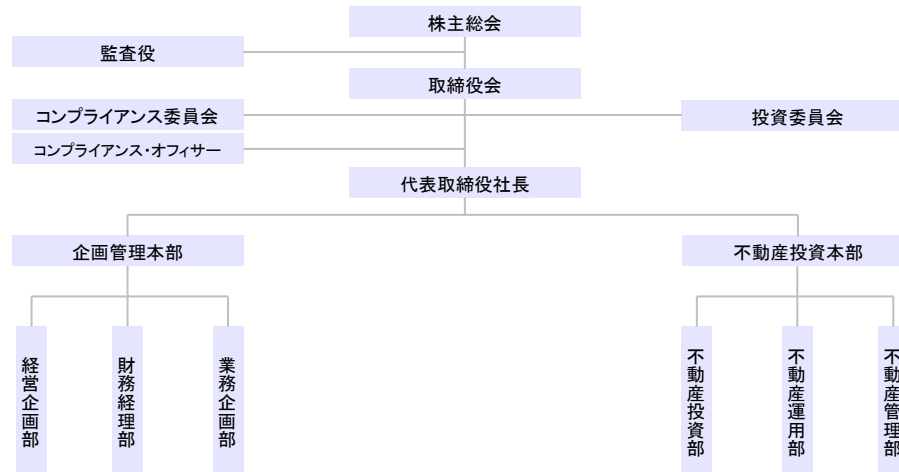 株主総会
監査役
取締役会
コンプライアンス委員会
投資委員会
コンプライアンス・オフィサー
代表取締役社長
企画管理本部
不動産投資本部
経営企画部
財務経理部
業務企画部
不動産投資部
不動産運用部
不動産管理部